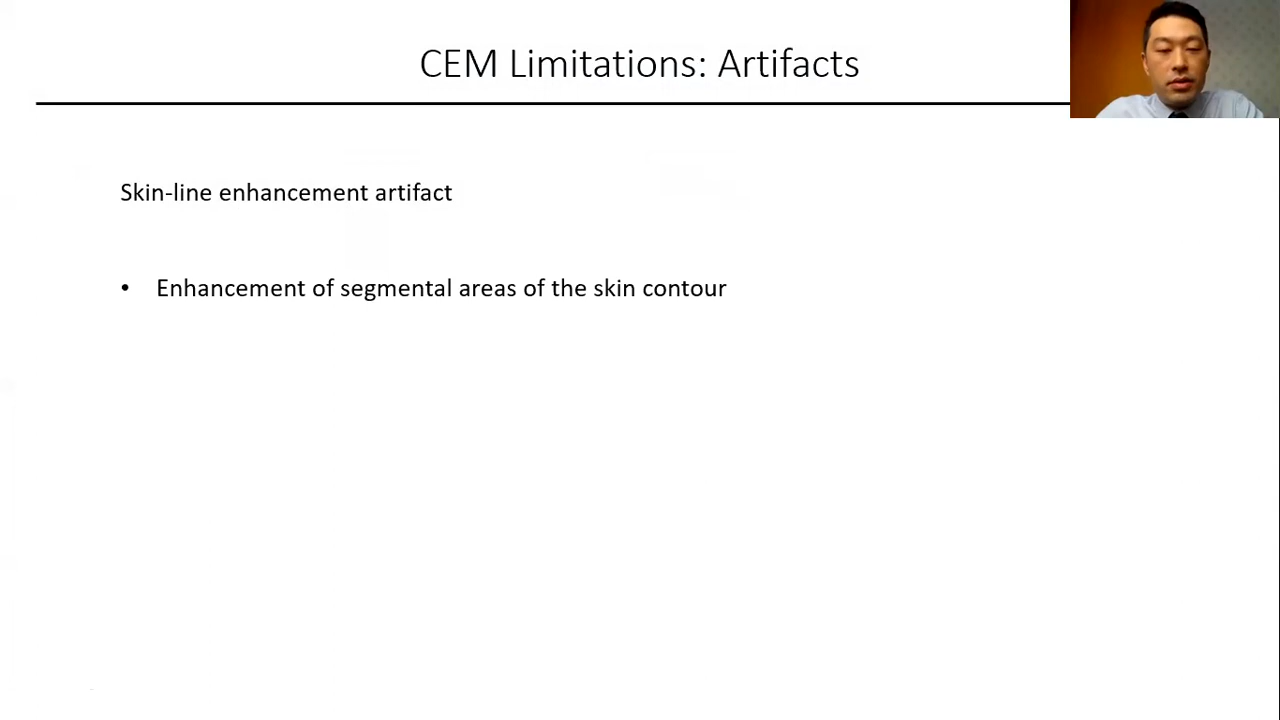 CEM Limitations: Artifacts
Skin-line enhancement artifact
• Enhancement of segmental areas of the skin contour